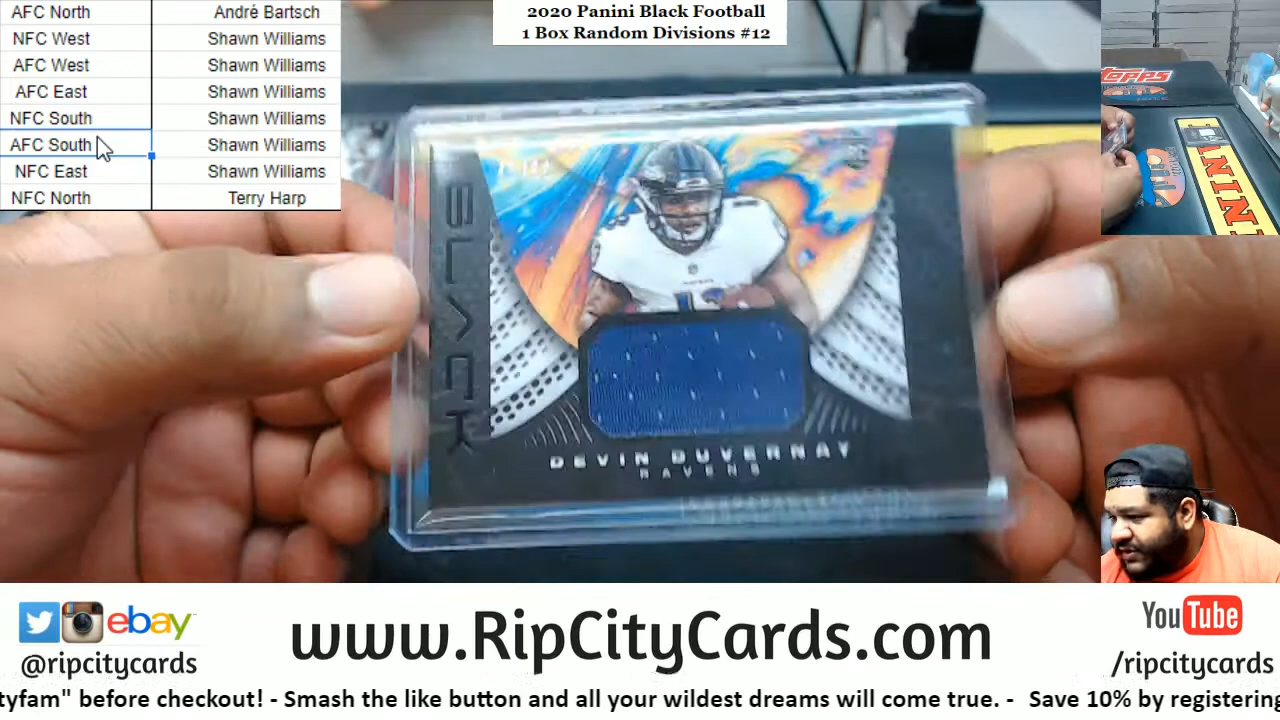 AFC North André Bartsch
NFC West Shawn Williams
AFC West Shawn Williams
AFC East Shawn Williams
NFC South Shawn Williams
AFC South Shawn Williams
NFC East Shawn Williams
NFC North Terry Harp
2020 Panini Black Football
1 Box Random Divisions #12
TOPPS
NINI
BLACK
DEVIN DUVERNAY
RAVENS
ebay
@ripcitycards
www.RipCityCards.com
YouTube
/ripcitycards
tyfam" before checkout! - Smash the like button and all your wildest dreams will come true. - Save 10% by registering